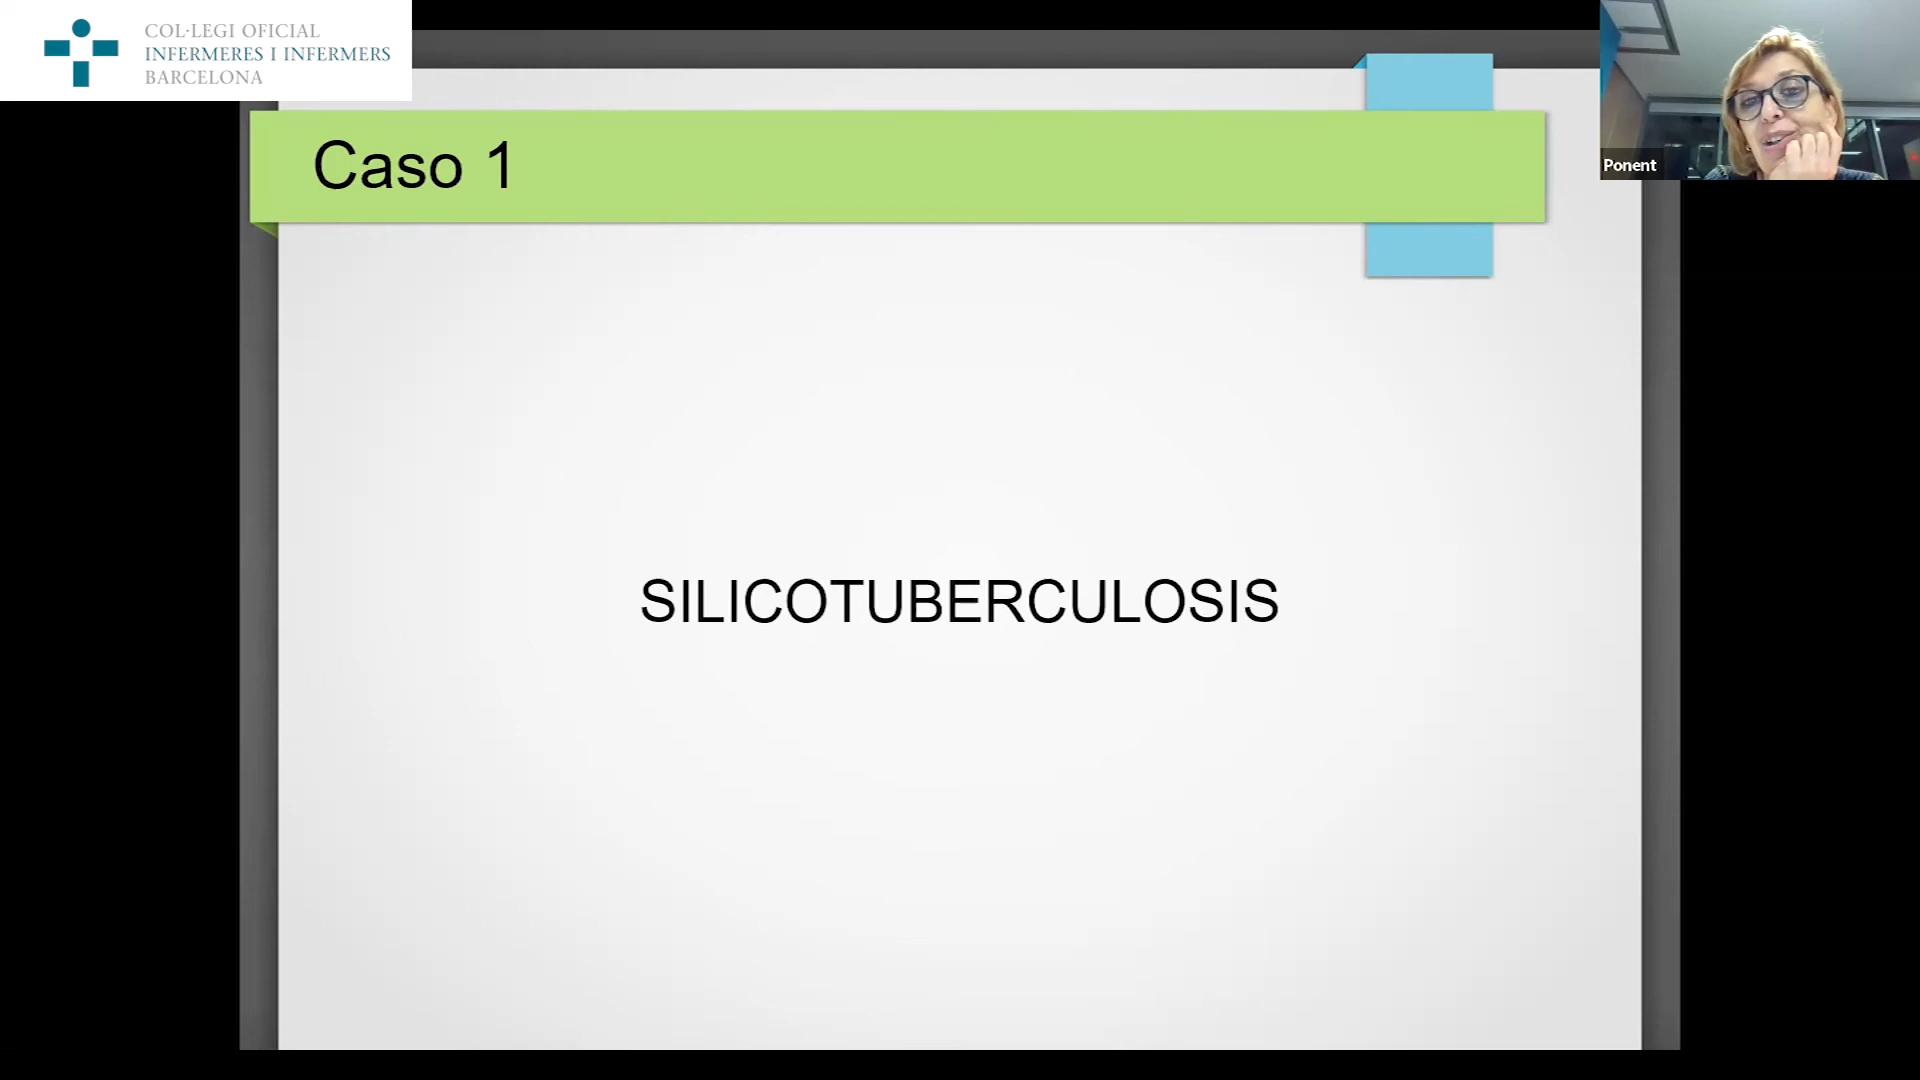 COL·LEGI OFICIAL
INFERMERES I INFERMERS
BARCELONA
Ponent
Caso 1
SILICOTUBERCULOSIS